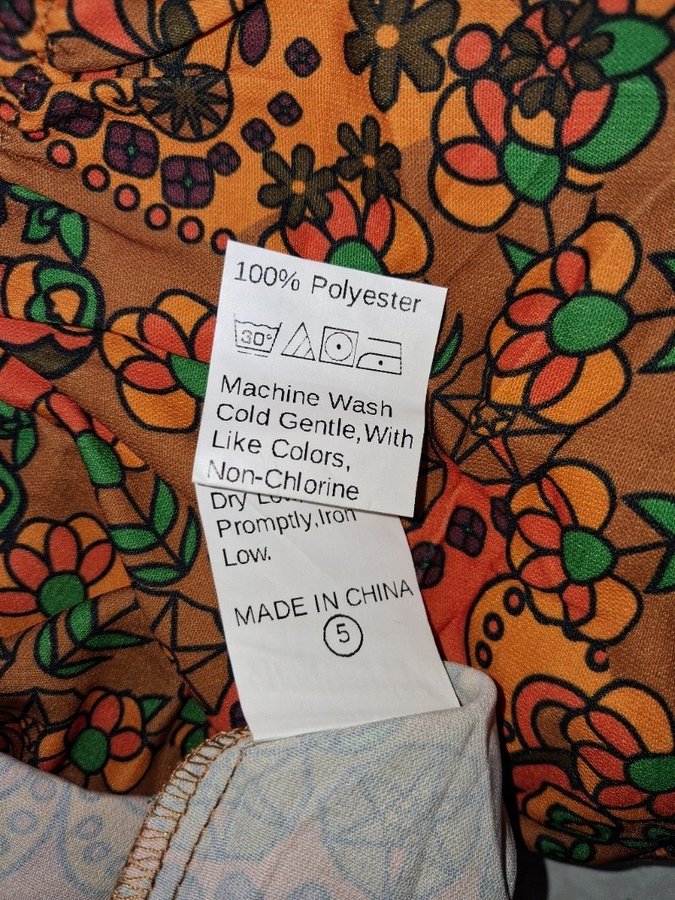 100% Polyester
30°
Machine Wash
Cold Gentle,With
Like Colors,
Non-Chlorine
Dry
Promptly,Iron
Low.
MADE IN CHINA
5